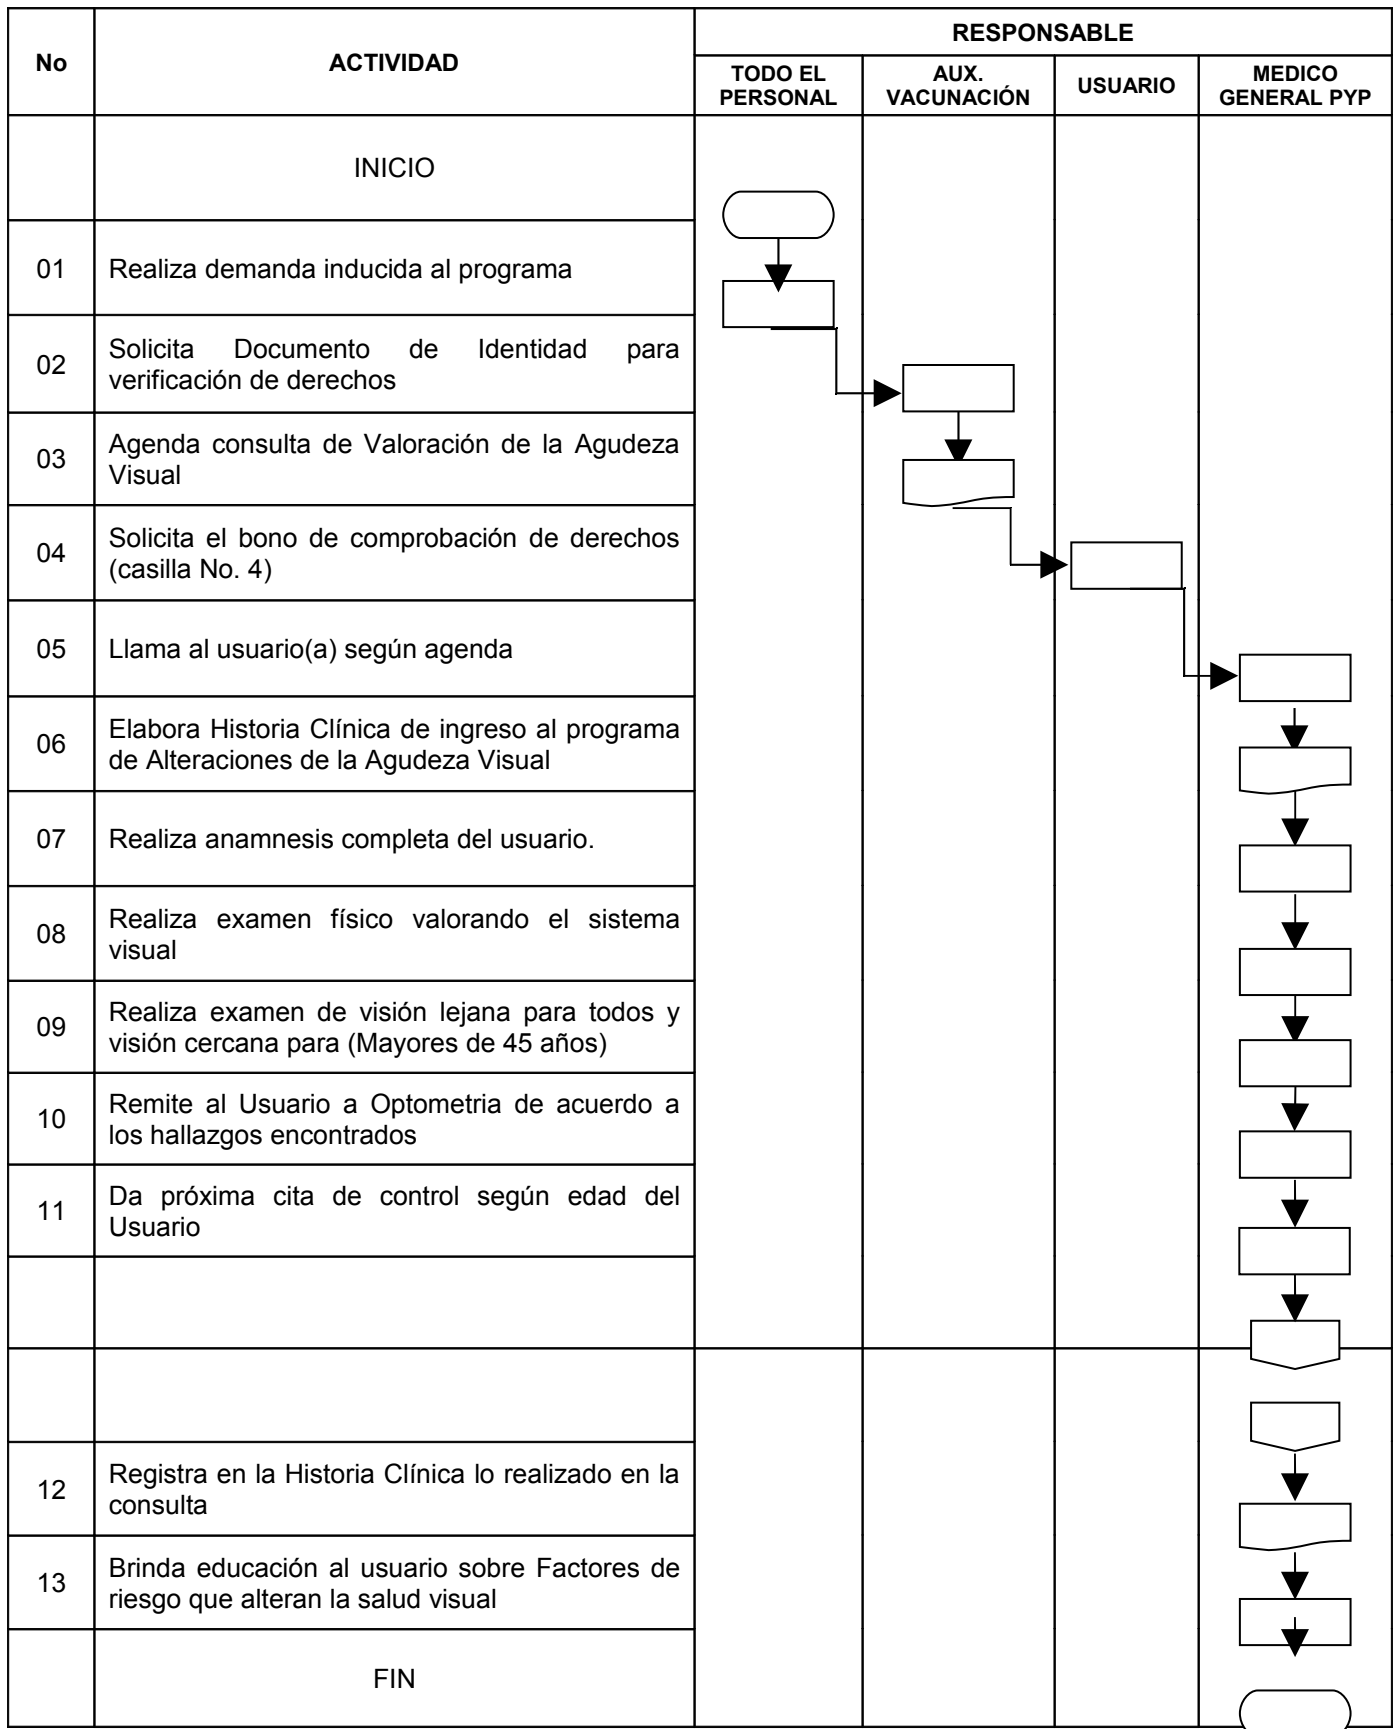 No
ACTIVIDAD
RESPONSABLE
TODO EL
PERSONAL
AUX.
VACUNACIÓN
USUARIO
MEDICO
GENERAL PYP
INICIO
01
Realiza demanda inducida al programa
02
Solicita Documento de Identidad para
verificación de derechos
03
Agenda consulta de Valoración de la Agudeza
Visual
04
Solicita el bono de comprobación de derechos
(casilla No. 4)
05
Llama al usuario(a) según agenda
06
Elabora Historia Clínica de ingreso al programa
de Alteraciones de la Agudeza Visual
07
Realiza anamnesis completa del usuario.
08
Realiza examen físico valorando el sistema
visual
09
Realiza examen de visión lejana para todos y
visión cercana para (Mayores de 45 años)
10
Remite al Usuario a Optometria de acuerdo a
los hallazgos encontrados
11
Da próxima cita de control según edad del
Usuario
12
Registra en la Historia Clínica lo realizado en la
consulta
13
Brinda educación al usuario sobre Factores de
riesgo que alteran la salud visual
FIN